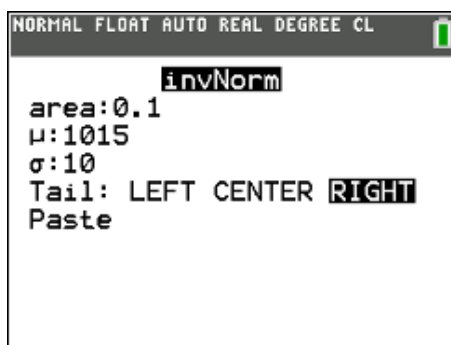 NORMAL FLOAT AUTO REAL DEGREE CL
invNorm
area:0.1
μ:1015
σ:10
Tail: LEFT CENTER RIGHT
Paste